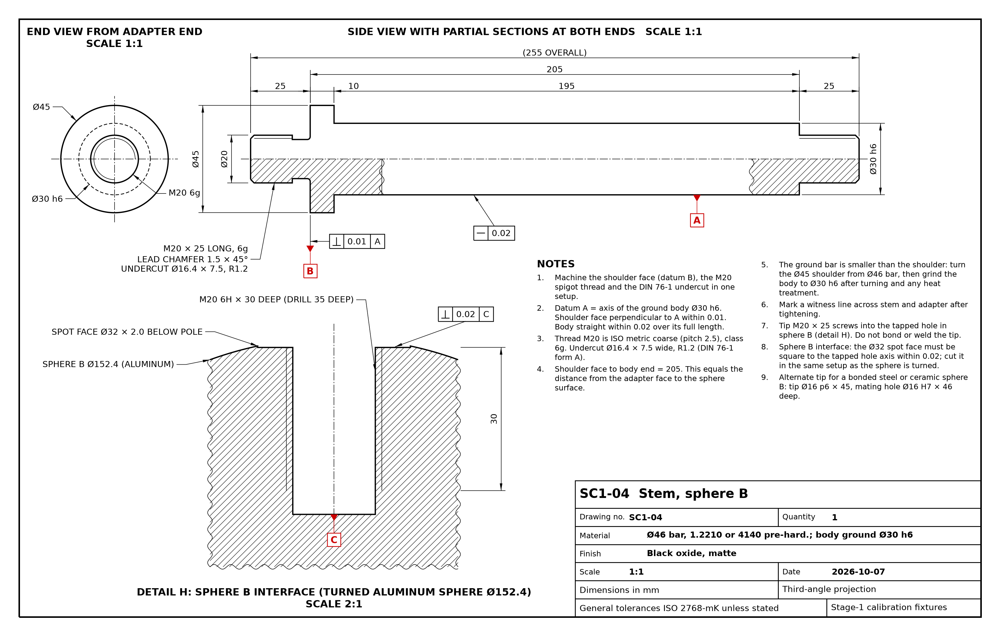 END VIEW FROM ADAPTER END
SCALE 1:1
SIDE VIEW WITH PARTIAL SECTIONS AT BOTH ENDS   SCALE 1:1
(255 OVERALL)
205
25
10
195
25
Ø45
Ø30 h6
M20 6g
Ø45
Ø20
Ø30 h6
A
— 0.02
⊥ 0.01 A
B
M20 × 25 LONG, 6g
LEAD CHAMFER 1.5 × 45°
UNDERCUT Ø16.4 × 7.5, R1.2
M20 6H × 30 DEEP (DRILL 35 DEEP)
⊥ 0.02 C
SPOT FACE Ø32 × 2.0 BELOW POLE
SPHERE B Ø152.4 (ALUMINUM)
30
C
DETAIL H: SPHERE B INTERFACE (TURNED ALUMINUM SPHERE Ø152.4)
SCALE 2:1
NOTES
1. Machine the shoulder face (datum B), the M20
spigot thread and the DIN 76-1 undercut in one
setup.
2. Datum A = axis of the ground body Ø30 h6.
Shoulder face perpendicular to A within 0.01.
Body straight within 0.02 over its full length.
3. Thread M20 is ISO metric coarse (pitch 2.5), class
6g. Undercut Ø16.4 × 7.5 wide, R1.2 (DIN 76-1
form A).
4. Shoulder face to body end = 205. This equals the
distance from the adapter face to the sphere
surface.
5. The ground bar is smaller than the shoulder: turn
the Ø45 shoulder from Ø46 bar, then grind the
body to Ø30 h6 after turning and any heat
treatment.
6. Mark a witness line across stem and adapter after
tightening.
7. Tip M20 × 25 screws into the tapped hole in
sphere B (detail H). Do not bond or weld the tip.
8. Sphere B interface: the Ø32 spot face must be
square to the tapped hole axis within 0.02; cut it
in the same setup as the sphere is turned.
9. Alternate tip for a bonded steel or ceramic sphere
B: tip Ø16 p6 × 45, mating hole Ø16 H7 × 46
deep.
SC1-04  Stem, sphere B
Drawing no. SC1-04
Quantity 1
Material Ø46 bar, 1.2210 or 4140 pre-hard.; body ground Ø30 h6
Finish Black oxide, matte
Scale 1:1
Date 2026-10-07
Dimensions in mm
Third-angle projection
General tolerances ISO 2768-mK unless stated
Stage-1 calibration fixtures